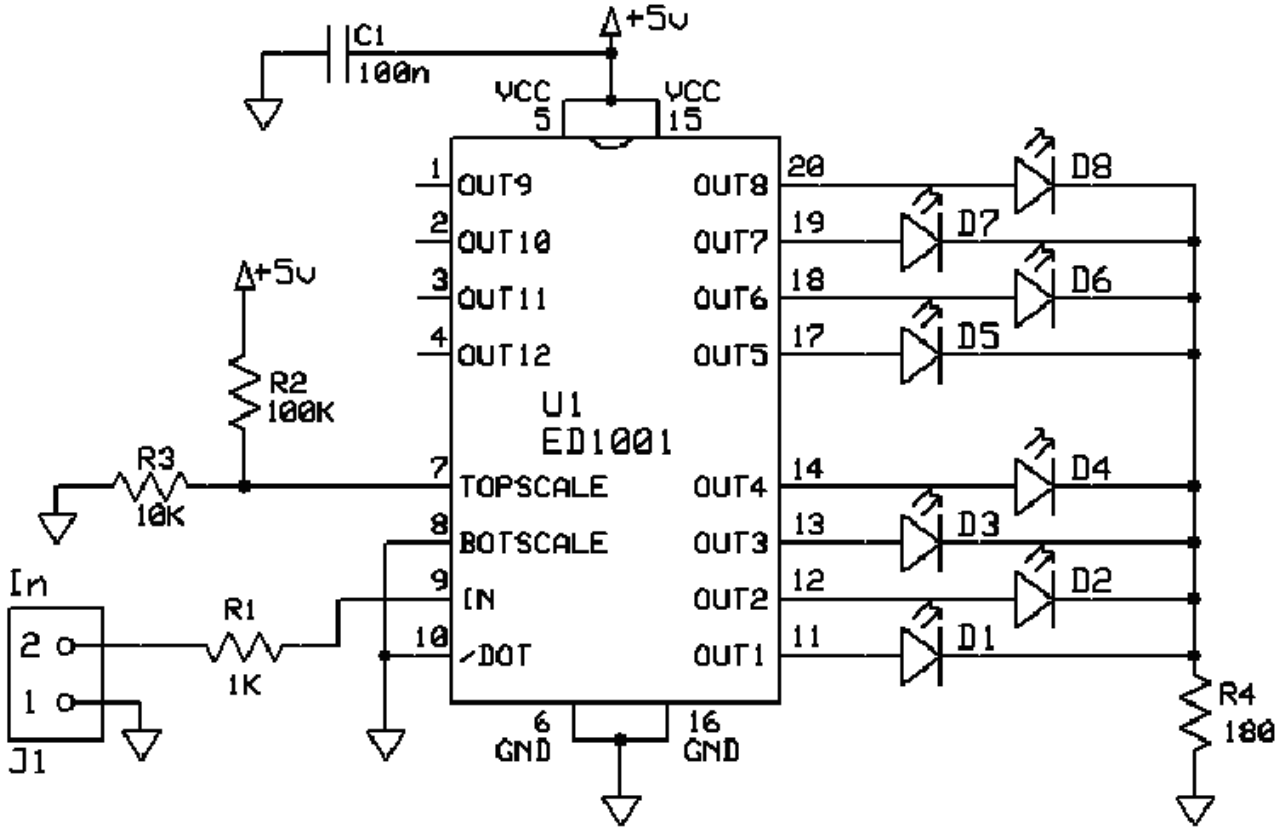 +5v
C1
100n
VCC VCC
5 15
1 OUT9 OUT8 20 D8
2 OUT10 OUT7 19 D7
+5v
3 OUT11 OUT6 18 D6
4 OUT12 OUT5 17 D5
R2
100K
U1
ED1001
R3
10K
7 TOPSCALE OUT4 14 D4
8 BOTSCALE OUT3 13 D3
In
9 IN OUT2 12 D2
R1
1K
2
10 /DOT OUT1 11 D1
1
J1
6 16
GND GND
R4
180